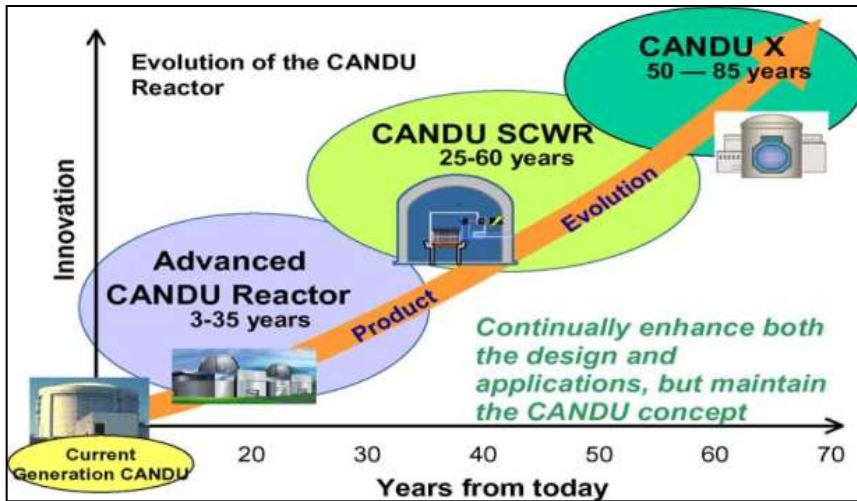 Evolution of the CANDU
Reactor
CANDU X
50 — 85 years
CANDU SCWR
25-60 years
Advanced
CANDU Reactor
3-35 years
Innovation
Product
Evolution
Continually enhance both
the design and
applications, but maintain
the CANDU concept
Current
Generation CANDU
20 30 40 50 60 70
Years from today